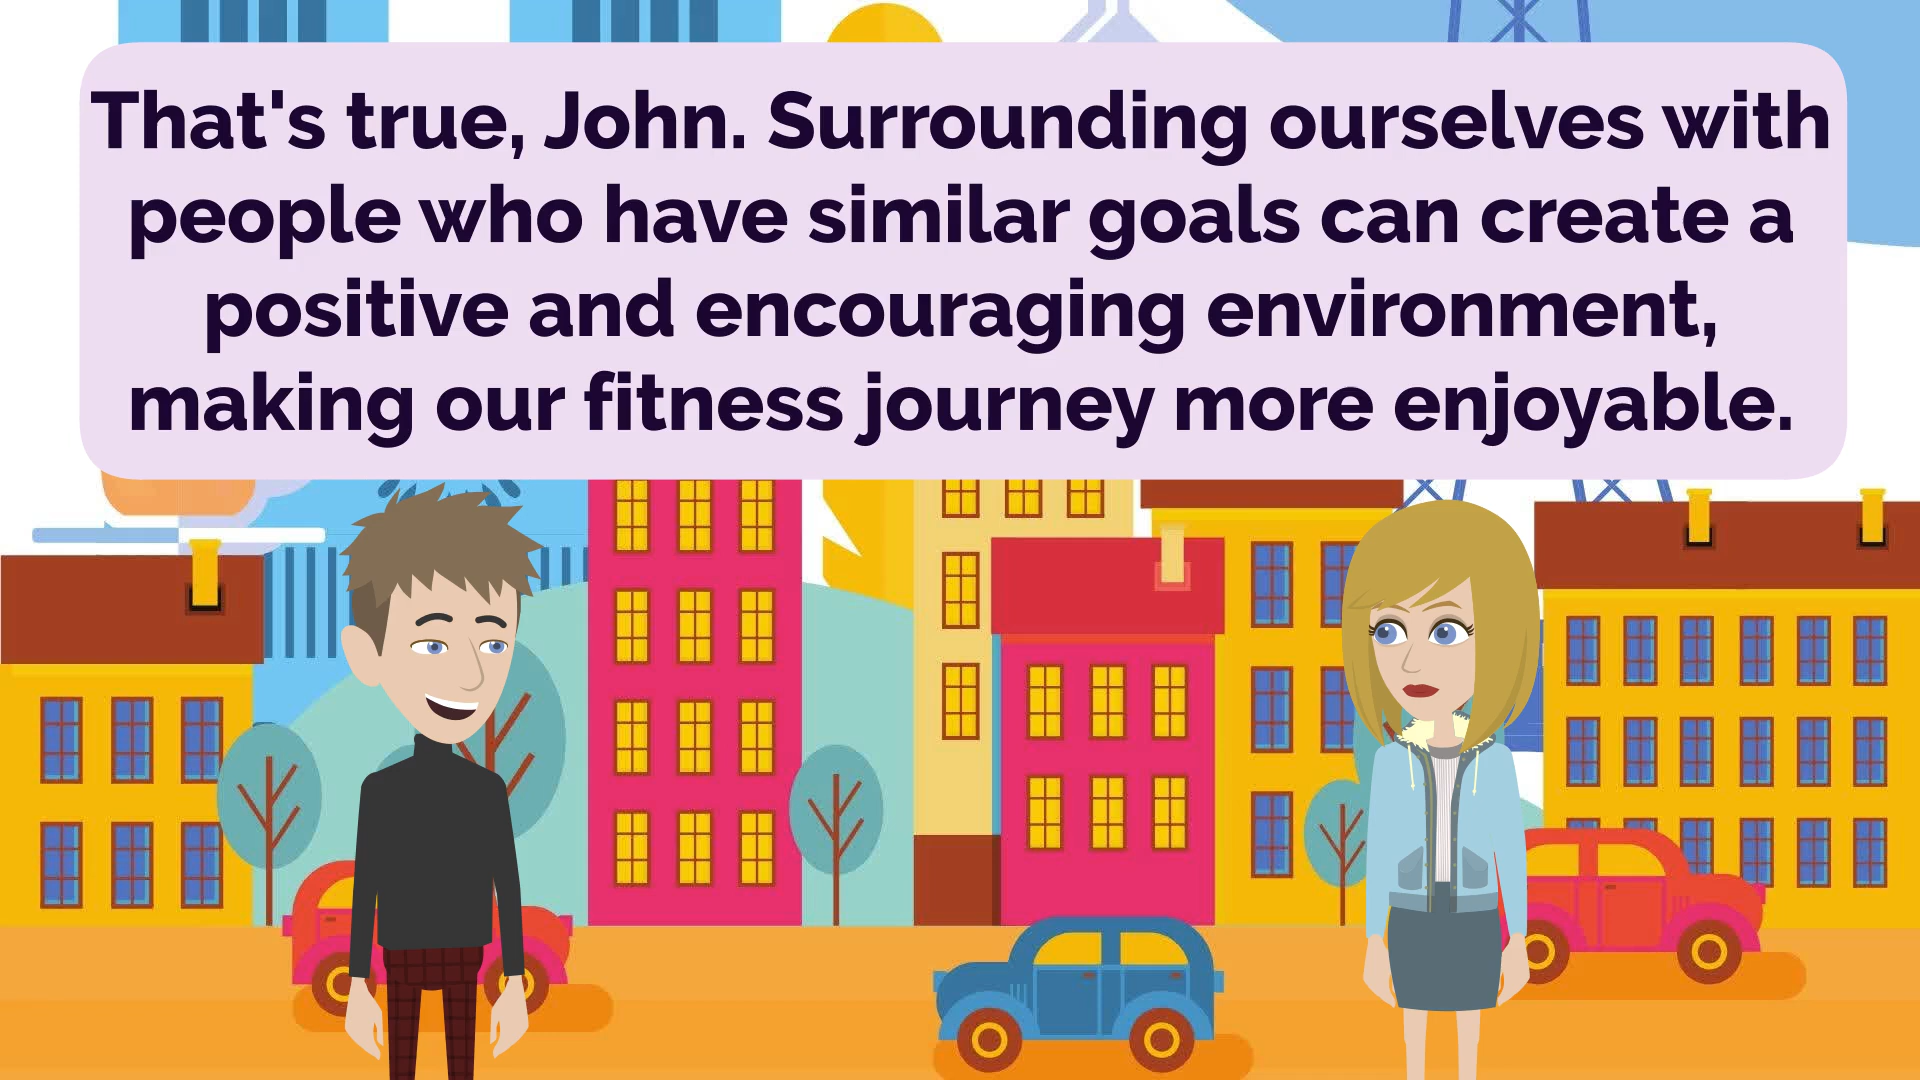 That's true, John. Surrounding ourselves with
people who have similar goals can create a
positive and encouraging environment,
making our fitness journey more enjoyable.